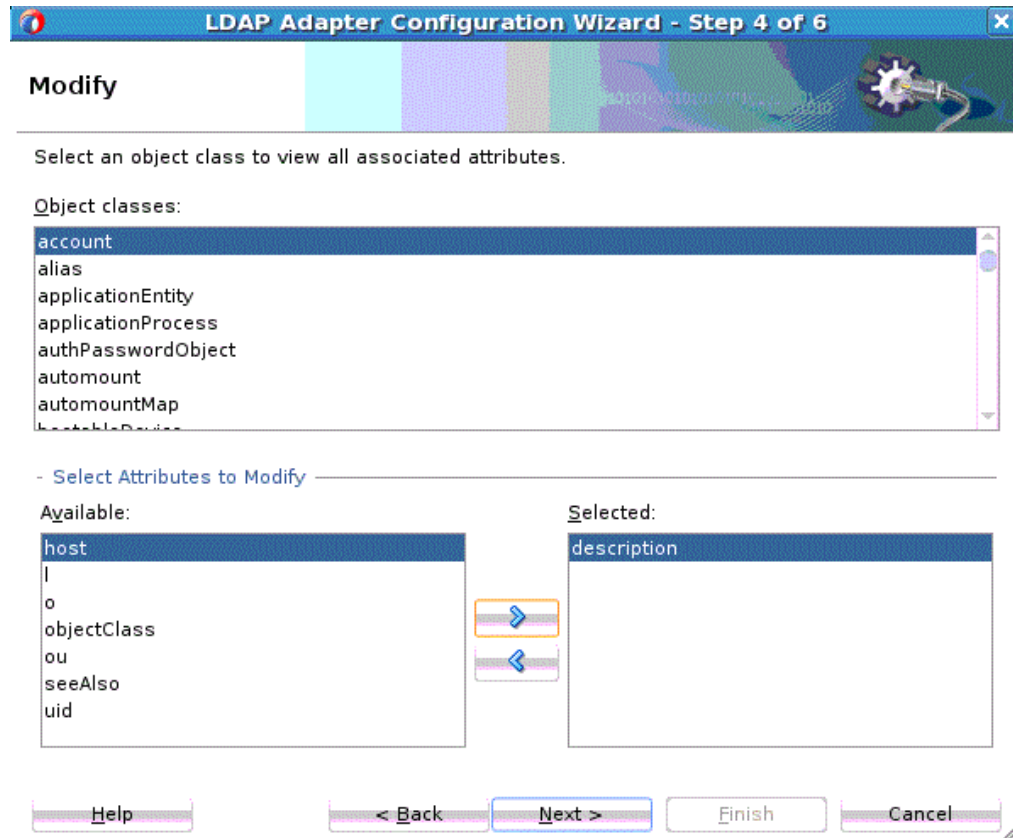 LDAP Adapter Configuration Wizard - Step 4 of 6
Modify
Select an object class to view all associated attributes.
Object classes:
account
alias
applicationEntity
applicationProcess
authPasswordObject
automount
automountMap
bootableDevice
- Select Attributes to Modify
Available:
host
l
o
objectClass
ou
seeAlso
uid
Selected:
description
Help
< Back
Next >
Finish
Cancel